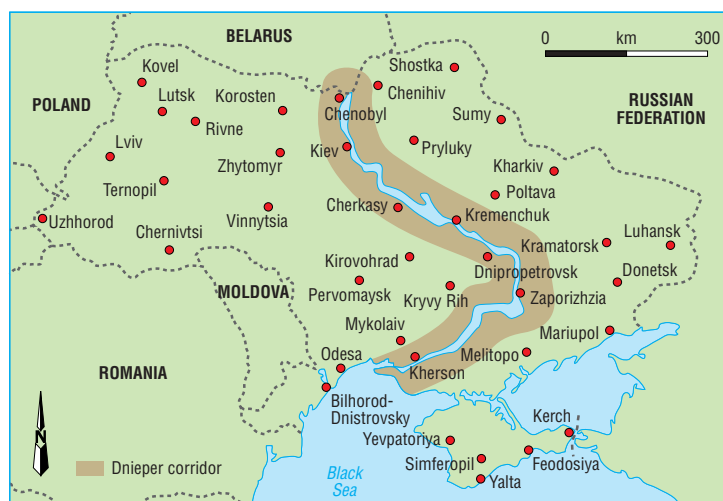 BELARUS
0
km
300
Shostka
Kovel
Chenihiv
POLAND
Lutsk
Korosten
Chenobyl
RUSSIAN
FEDERATION
Rivne
Sumy
Lviv
Kiev
Pryluky
Zhytomyr
Kharkiv
Ternopil
Poltava
Uzhhorod
Vinnytsia
Cherkasy
Kremenchuk
Chernivtsi
Luhansk
Kramatorsk
Kirovohrad
Dnipropetrovsk
Donetsk
MOLDOVA
Pervomaysk
Kryvy Rih
Zaporizhzia
Mykolaiv
Mariupol
Odesa
Melitopo
ROMANIA
Kherson
Bilhorod-
Dnistrovsky
Kerch
N
Yevpatoriya
Dnieper corridor
Black
Sea
Simferopil
Feodosiya
Yalta